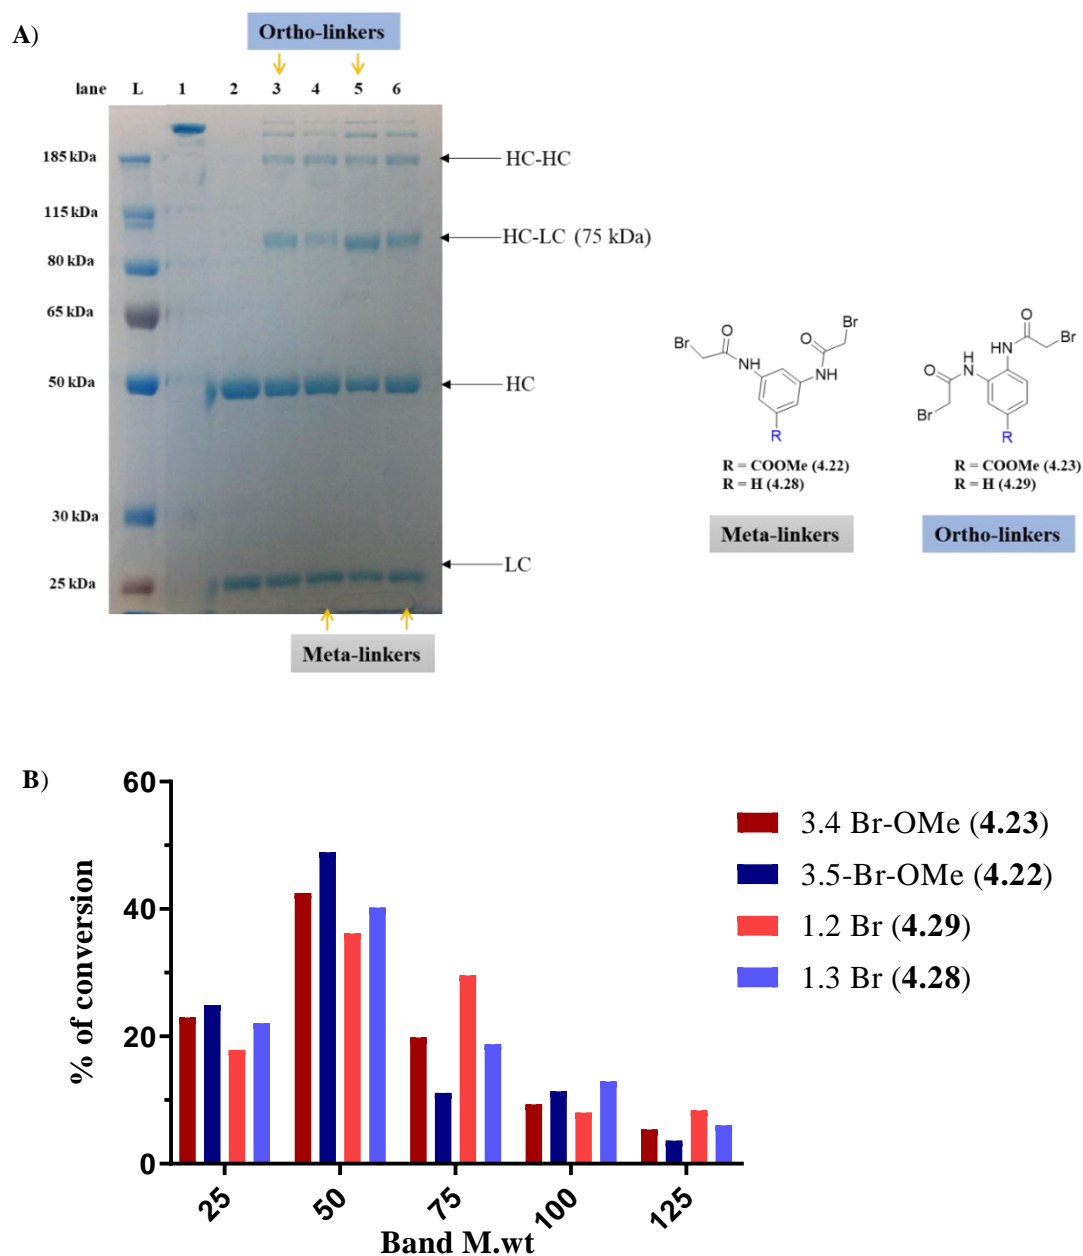 A)
Ortho-linkers
lane L 1 2 3 4 5 6
185 kDa
HC-HC
115 kDa
HC-LC (75 kDa)
80 kDa
65 kDa
50 kDa
HC
30 kDa
LC
25 kDa
Meta-linkers
Br
O
NH
O
Br
NH
R
R = COOMe (4.22)
R = H (4.28)
Meta-linkers
O
Br
HN
H
N
O
Br
R
R = COOMe (4.23)
R = H (4.29)
Ortho-linkers
B)
% of conversion
60
40
20
0
25 50 75 100 125
Band M.wt
3.4 Br-OMe (4.23)
3.5-Br-OMe (4.22)
1.2 Br (4.29)
1.3 Br (4.28)